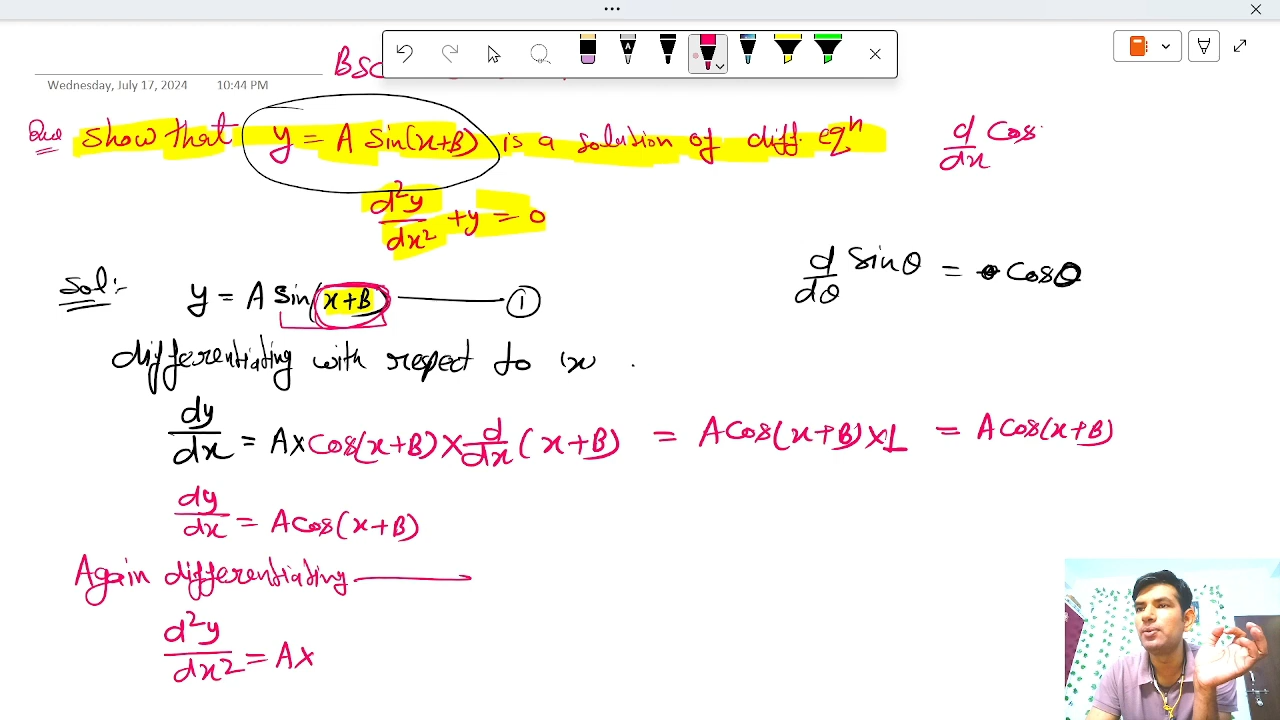 BSC
Wednesday, July 17, 2024 10:44 PM
Que show that y = A Sin(x+B) is a solution of diff. eqⁿ
d/dx Cos
d²y/dx² + y = 0
d/dθ Sinθ = Cosθ
Sol:- y = A sin(x+B) ——— ①
differentiating with respect to x.
dy/dx = A×Cos(x+B)×d/dx(x+B) = ACos(x+B)×1 = ACos(x+B)
dy/dx = ACos(x+B)
Again differentiating ———
d²y/dx2 = A×